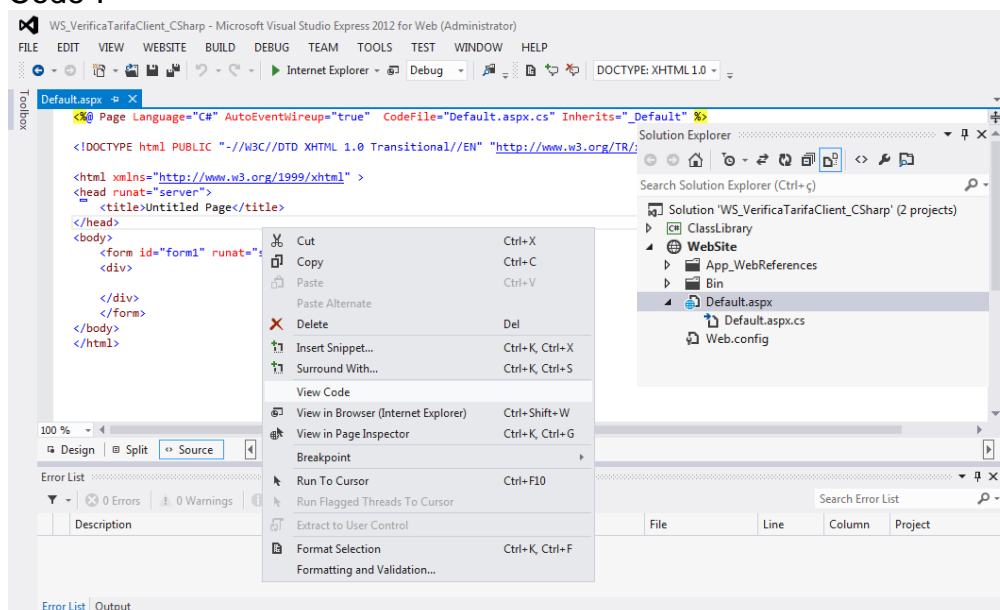 WS_VerificaTarifaClient_CSharp - Microsoft Visual Studio Express 2012 for Web (Administrator)
FILE EDIT VIEW WEBSITE BUILD DEBUG TEAM TOOLS TEST WINDOW HELP
Internet Explorer Debug DOCTYPE: XHTML 1.0
Toolbox
Default.aspx
<%@ Page Language="C#" AutoEventWireup="true" CodeFile="Default.aspx.cs" Inherits="_Default" %>
<!DOCTYPE html PUBLIC "-//W3C//DTD XHTML 1.0 Transitional//EN" "http://www.w3.org/TR/
<html xmlns="http://www.w3.org/1999/xhtml" >
<head runat="server">
<title>Untitled Page</title>
</head>
<body>
<form id="form1" runat="s
<div>
</div>
</form>
</body>
</html>
Cut Ctrl+X
Copy Ctrl+C
Paste Ctrl+V
Paste Alternate
Delete Del
Insert Snippet... Ctrl+K, Ctrl+X
Surround With... Ctrl+K, Ctrl+S
View Code
View in Browser (Internet Explorer) Ctrl+Shift+W
View in Page Inspector Ctrl+K, Ctrl+G
Breakpoint
Run To Cursor Ctrl+F10
Run Flagged Threads To Cursor
Extract to User Control
Format Selection Ctrl+K, Ctrl+F
Formatting and Validation...
Solution Explorer
Search Solution Explorer (Ctrl+ç)
Solution 'WS_VerificaTarifaClient_CSharp' (2 projects)
C# ClassLibrary
WebSite
App_WebReferences
Bin
Default.aspx
Default.aspx.cs
Web.config
100 %
Design Split Source
Error List
0 Errors 0 Warnings Search Error List
Description File Line Column Project
Error List Output